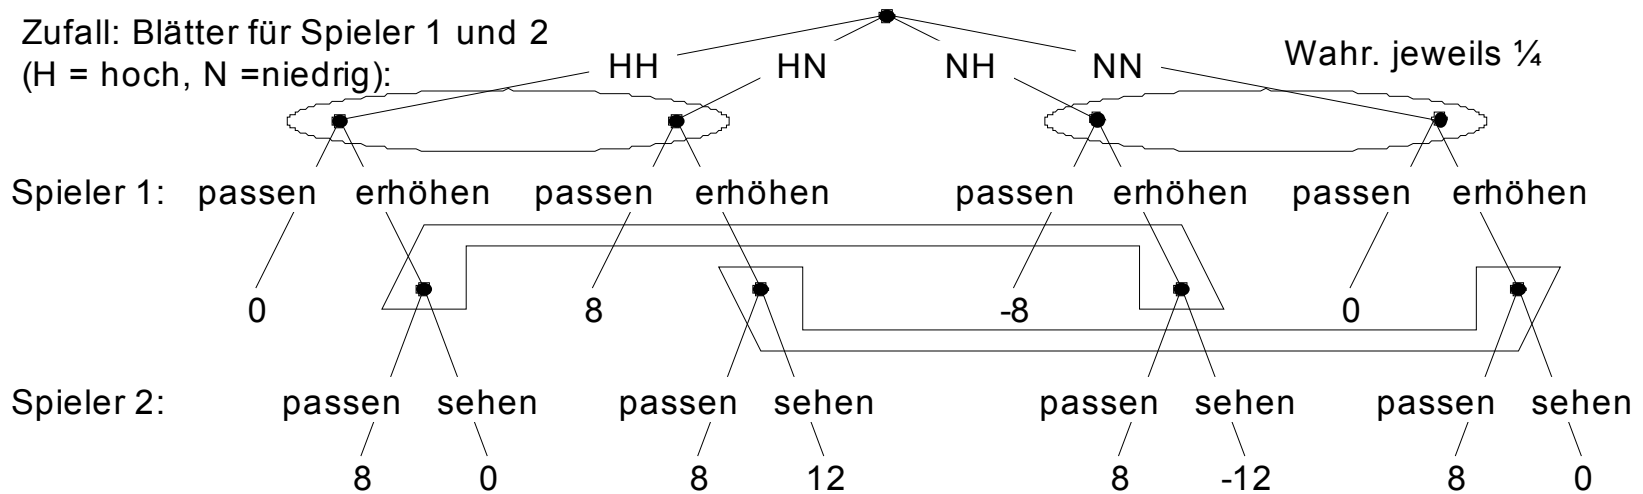 Zufall: Blätter für Spieler 1 und 2
(H = hoch, N =niedrig):
HH HN NH NN
Wahr. jeweils ¼
Spieler 1: passen erhöhen passen erhöhen passen erhöhen passen erhöhen
0 8 -8 0
Spieler 2: passen sehen passen sehen passen sehen passen sehen
8 0 8 12 8 -12 8 0